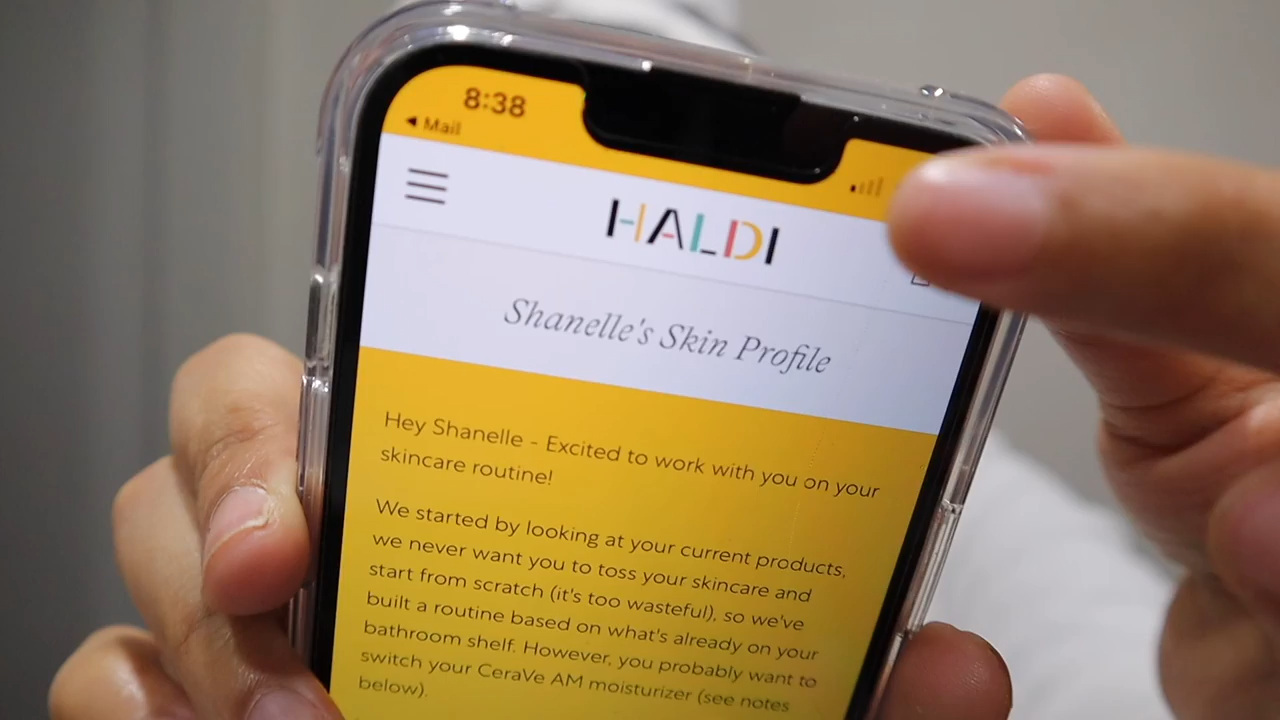 8:38
◀ Mail
HALDI
Shanelle's Skin Profile
Hey Shanelle - Excited to work with you on your
skincare routine!
We started by looking at your current products,
we never want you to toss your skincare and
start from scratch (it's too wasteful), so we've
built a routine based on what's already on your
bathroom shelf. However, you probably want to
switch your CeraVe AM moisturizer (see notes
below).